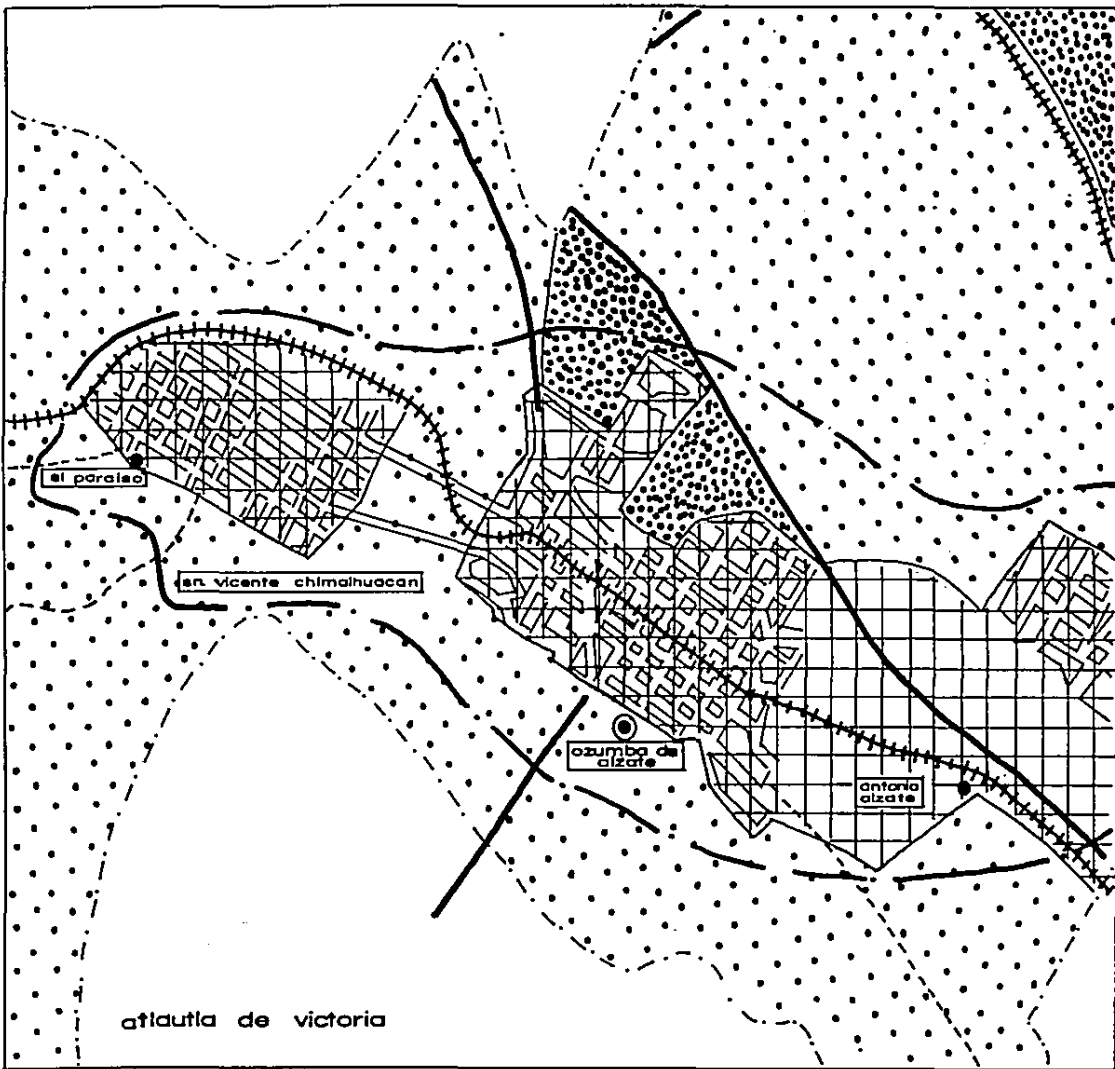 el paraiso
sn. vicente chimalhuacan
ozumba de
alzate
antonio
alzate
atlautla de victoria